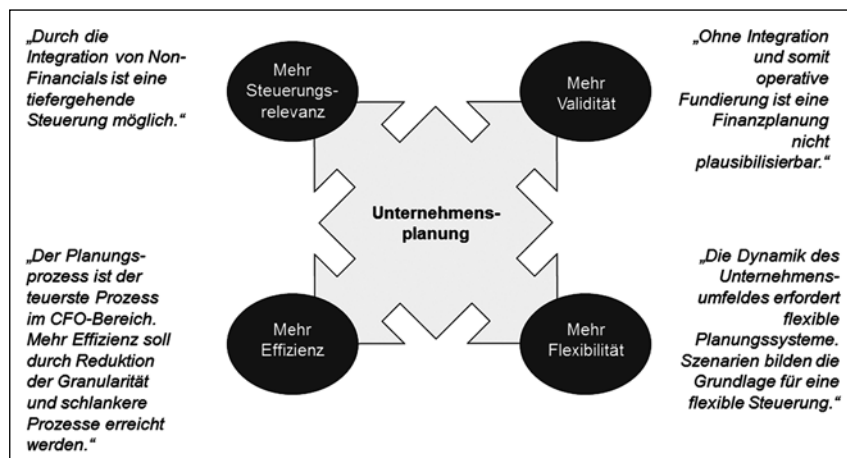 „Durch die
Integration von Non-
Financials ist eine
tiefergehende
Steuerung möglich.“
Mehr
Steuerungs-
relevanz
Mehr
Validität
„Ohne Integration
und somit
operative
Fundierung ist eine
Finanzplanung
nicht
plausibilisierbar.“
Unternehmens-
planung
„Der Planungs-
prozess ist der
teuerste Prozess
im CFO-Bereich.
Mehr Effizienz soll
durch Reduktion
der Granularität
und schlankere
Prozesse erreicht
werden.“
Mehr
Effizienz
Mehr
Flexibilität
„Die Dynamik des
Unternehmens-
umfeldes erfordert
flexible
Planungssysteme.
Szenarien bilden die
Grundlage für eine
flexible Steuerung.“